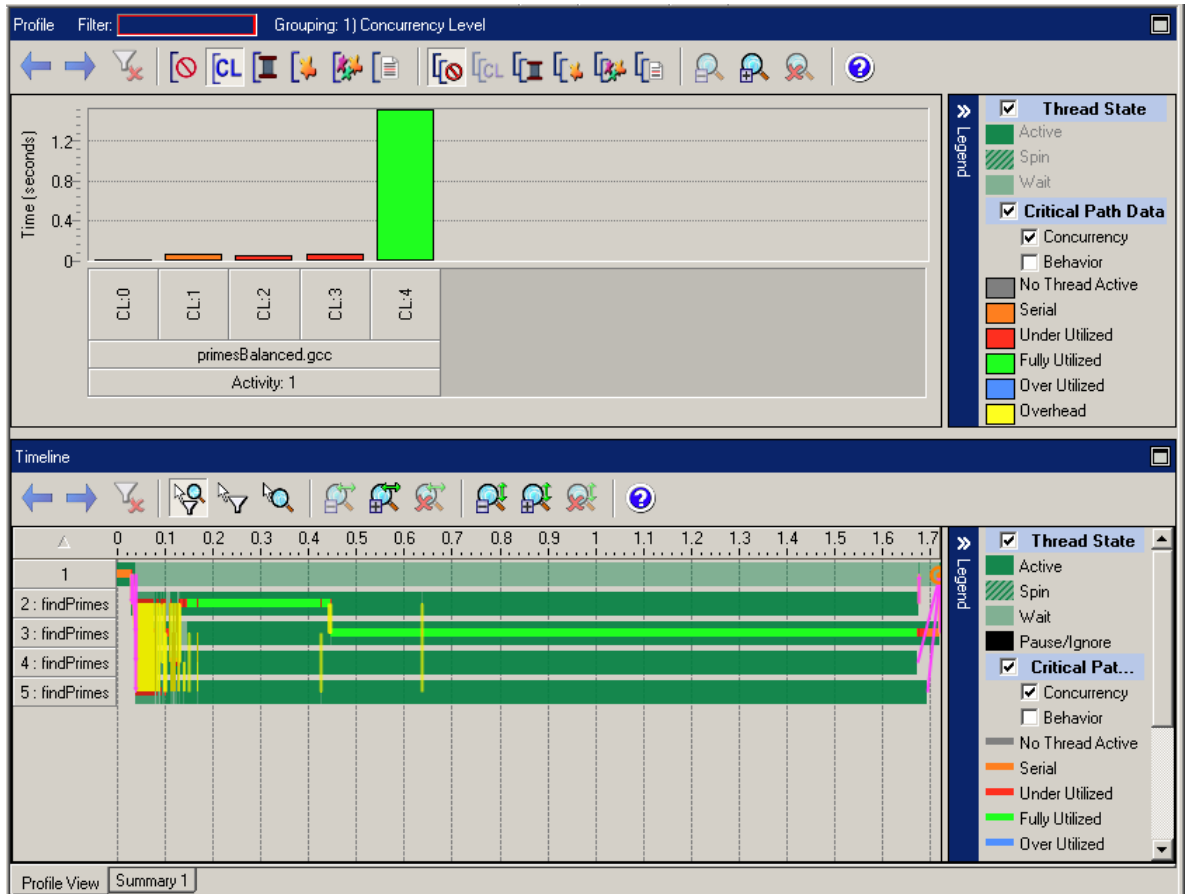 Profile Filter: Grouping: 1) Concurrency Level
CL
CL
Time (seconds)
1.2
0.8
0.4
0
CL:0
CL:1
CL:2
CL:3
CL:4
primesBalanced.gcc
Activity: 1
Legend
Thread State
Active
Spin
Wait
Critical Path Data
Concurrency
Behavior
No Thread Active
Serial
Under Utilized
Fully Utilized
Over Utilized
Overhead
Timeline
0 0.1 0.2 0.3 0.4 0.5 0.6 0.7 0.8 0.9 1 1.1 1.2 1.3 1.4 1.5 1.6 1.7
1
2 : findPrimes
3 : findPrimes
4 : findPrimes
5 : findPrimes
Legend
Thread State
Active
Spin
Wait
Pause/Ignore
Critical Pat...
Concurrency
Behavior
No Thread Active
Serial
Under Utilized
Fully Utilized
Over Utilized
Profile View Summary 1